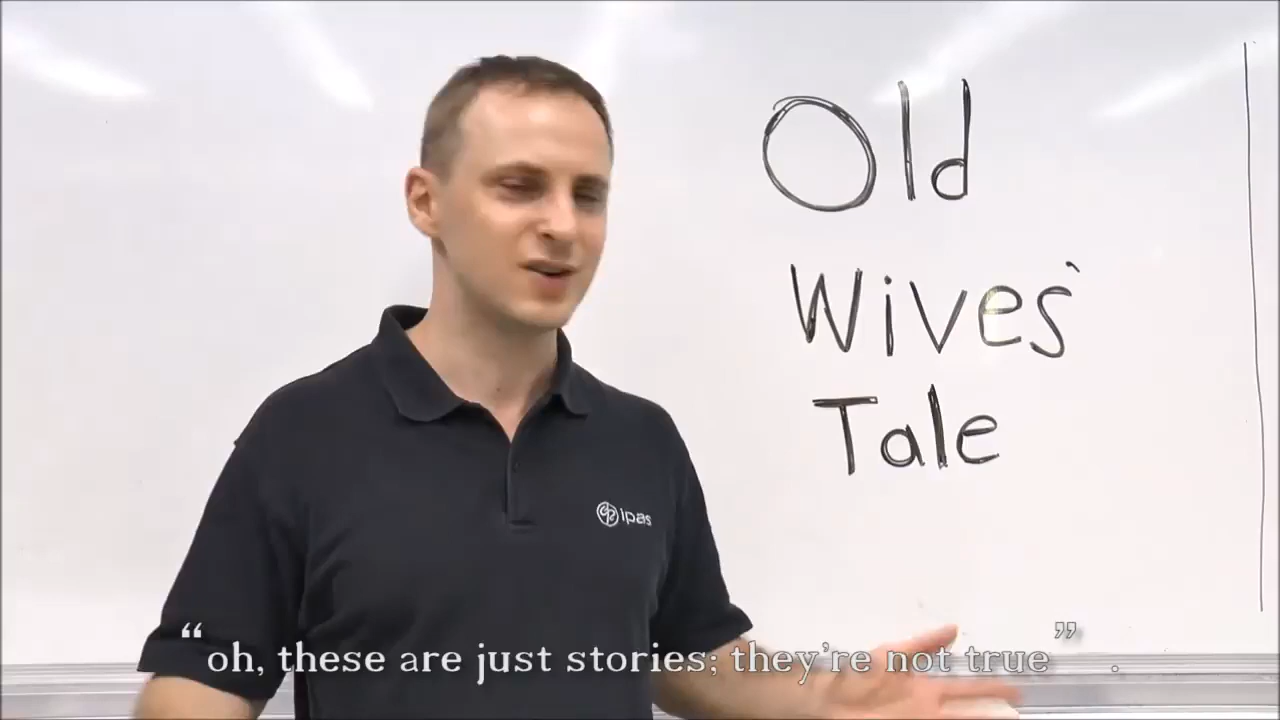 Old
Wives'
Tale
ipas
“oh, these are just stories; they're not true” .